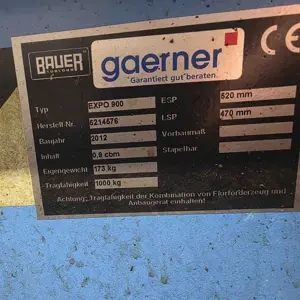 BAUER gaerner CE
SÜDLOHN Garantiert gut beraten.
Typ EXPO 900 ESP 520 mm
Herstell-Nr. 6214576 LSP 470 mm
Baujahr 2012 Vorbaumaß
Inhalt 0,9 cbm Stapelbar
Eigengewicht 173 kg
Tragfähigkeit 1000 kg
Achtung: Tragfähigkeit der Kombination von Flurförderzeug und
Anbaugerät einhalten!